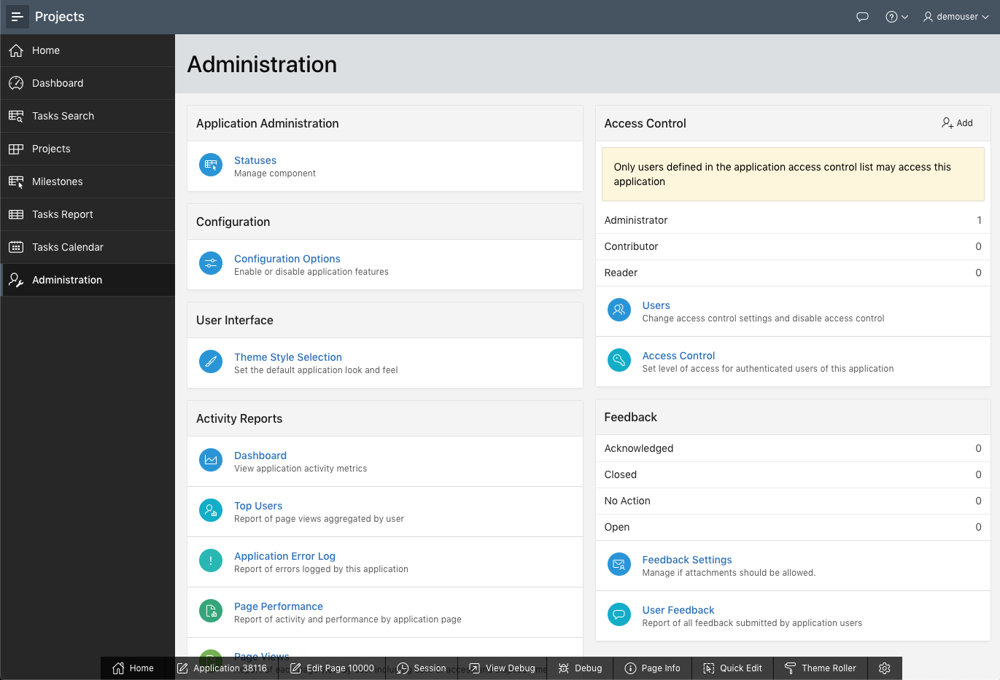 Projects
demouser
Home
Dashboard
Tasks Search
Projects
Milestones
Tasks Report
Tasks Calendar
Administration
Administration
Application Administration
Statuses
Manage component
Configuration
Configuration Options
Enable or disable application features
User Interface
Theme Style Selection
Set the default application look and feel
Activity Reports
Dashboard
View application activity metrics
Top Users
Report of page views aggregated by user
Application Error Log
Report of errors logged by this application
Page Performance
Report of activity and performance by application page
Page Views
Access Control
Add
Only users defined in the application access control list may access this
application
Administrator 1
Contributor 0
Reader 0
Users
Change access control settings and disable access control
Access Control
Set level of access for authenticated users of this application
Feedback
Acknowledged 0
Closed 0
No Action 0
Open 0
Feedback Settings
Manage if attachments should be allowed.
User Feedback
Report of all feedback submitted by application users
Home Application 38116 Edit Page 10000 Session View Debug Debug Page Info Quick Edit Theme Roller